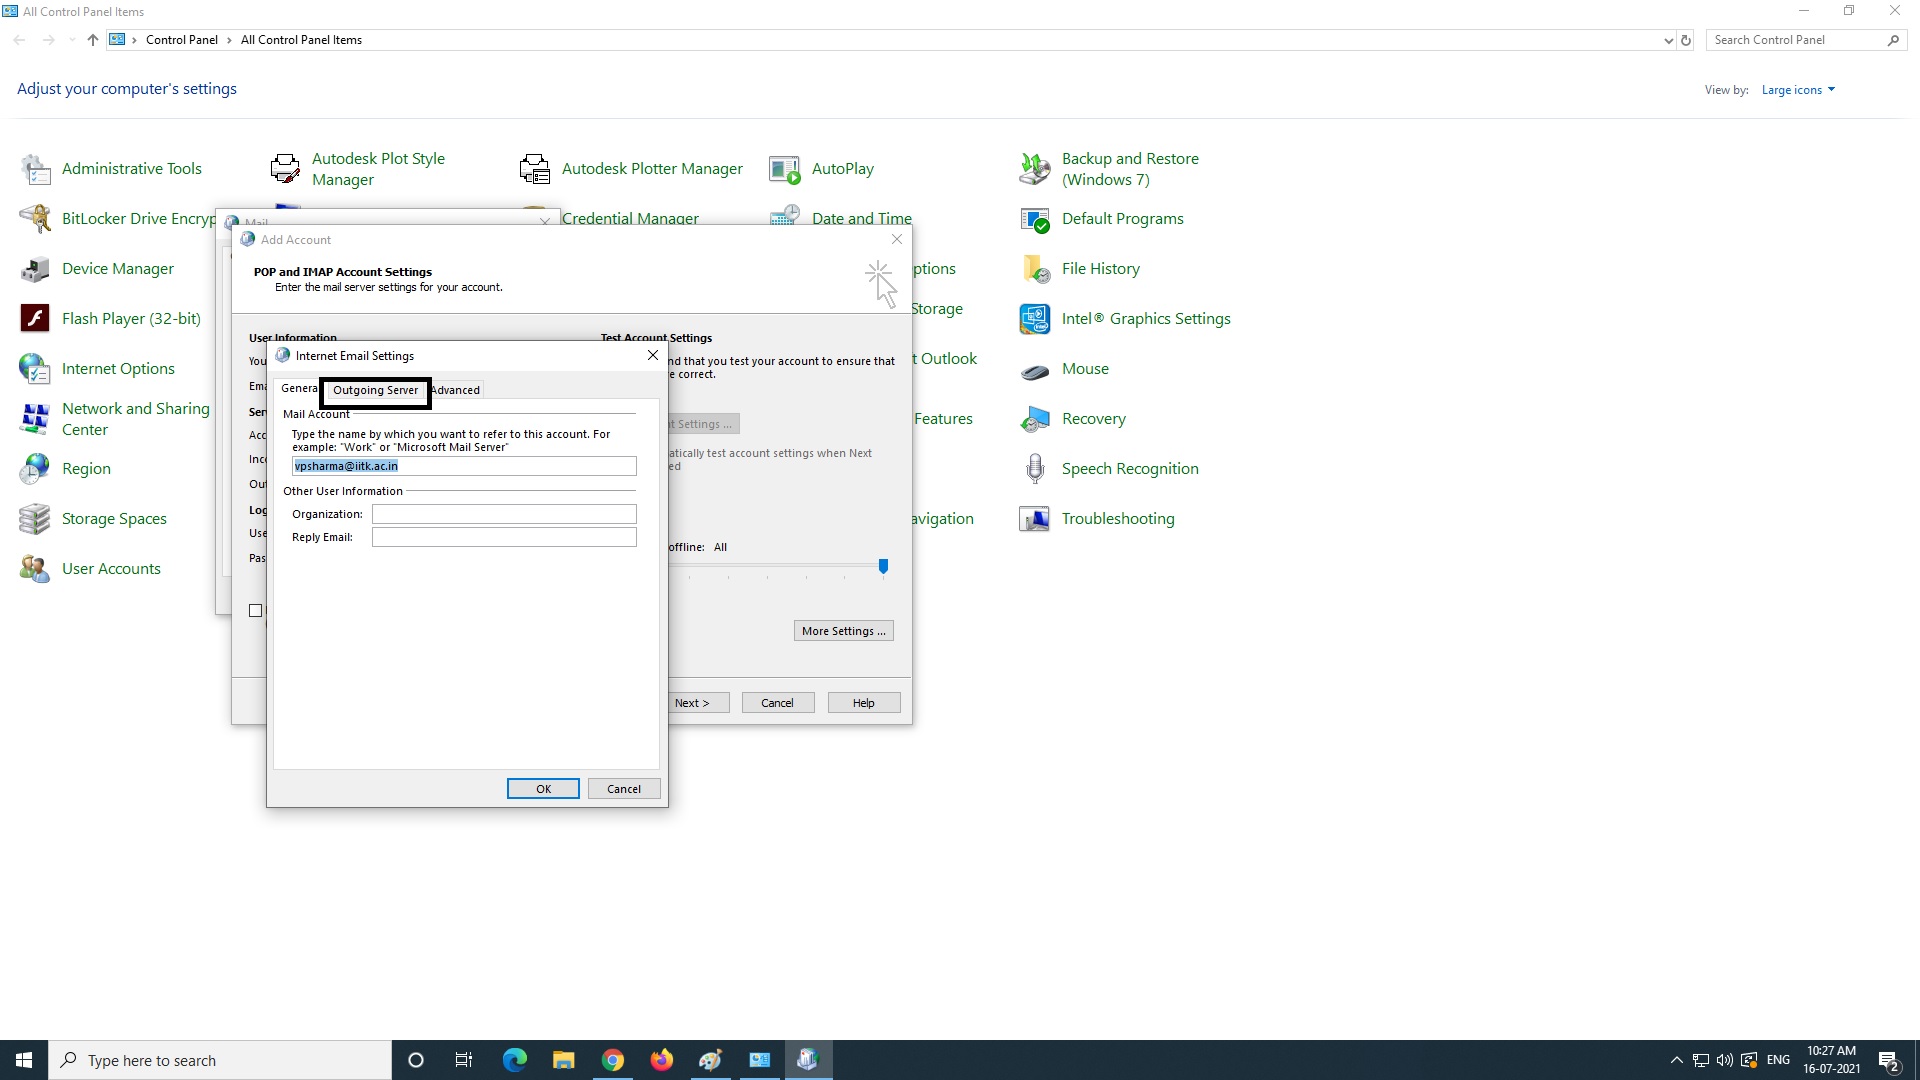 All Control Panel Items
Control Panel > All Control Panel Items
Search Control Panel
Adjust your computer's settings
View by: Large icons
Administrative Tools
Autodesk Plot Style
Manager
Autodesk Plotter Manager
AutoPlay
Backup and Restore
(Windows 7)
BitLocker Drive Encryp
Mail
Credential Manager
Date and Time
Default Programs
Add Account
Device Manager
POP and IMAP Account Settings
Enter the mail server settings for your account.
ptions
File History
Flash Player (32-bit)
Storage
Intel® Graphics Settings
User Information
Test Account Settings
Internet Email Settings
You
nd that you test your account to ensure that
e correct.
t Outlook
Internet Options
Mouse
Ema
General
Outgoing Server
Advanced
Network and Sharing
Center
Ser
Mail Account
t Settings ...
Features
Recovery
Acc
Type the name by which you want to refer to this account. For
example: "Work" or "Microsoft Mail Server"
atically test account settings when Next
ed
Region
Inc
vpsharma@iitk.ac.in
Speech Recognition
Out
Other User Information
Log
Organization:
Storage Spaces
avigation
Troubleshooting
Use
Reply Email:
Pas
offline: All
User Accounts
More Settings ...
Next >
Cancel
Help
OK
Cancel
Type here to search
ENG
10:27 AM
16-07-2021
2